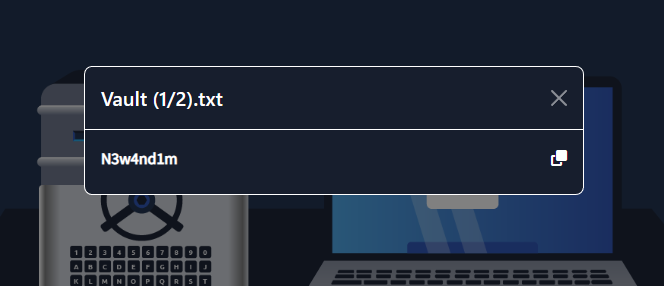 Vault (1/2).txt
N3w4nd1m
1 2 3 4 5 6 7 8 9 0
A B C D E F G H I J
K L M N O P Q R S T